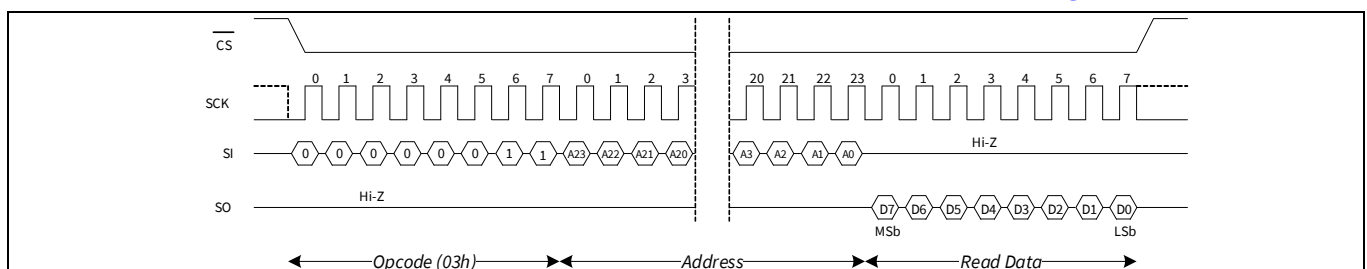 CS
0 1 2 3 4 5 6 7 0 1 2 3 20 21 22 23 0 1 2 3 4 5 6 7
SCK
SI 0 0 0 0 0 0 1 1 A23 A22 A21 A20 A3 A2 A1 A0 Hi-Z
Hi-Z
SO D7 D6 D5 D4 D3 D2 D1 D0
MSb LSb
Opcode (03h) Address Read Data